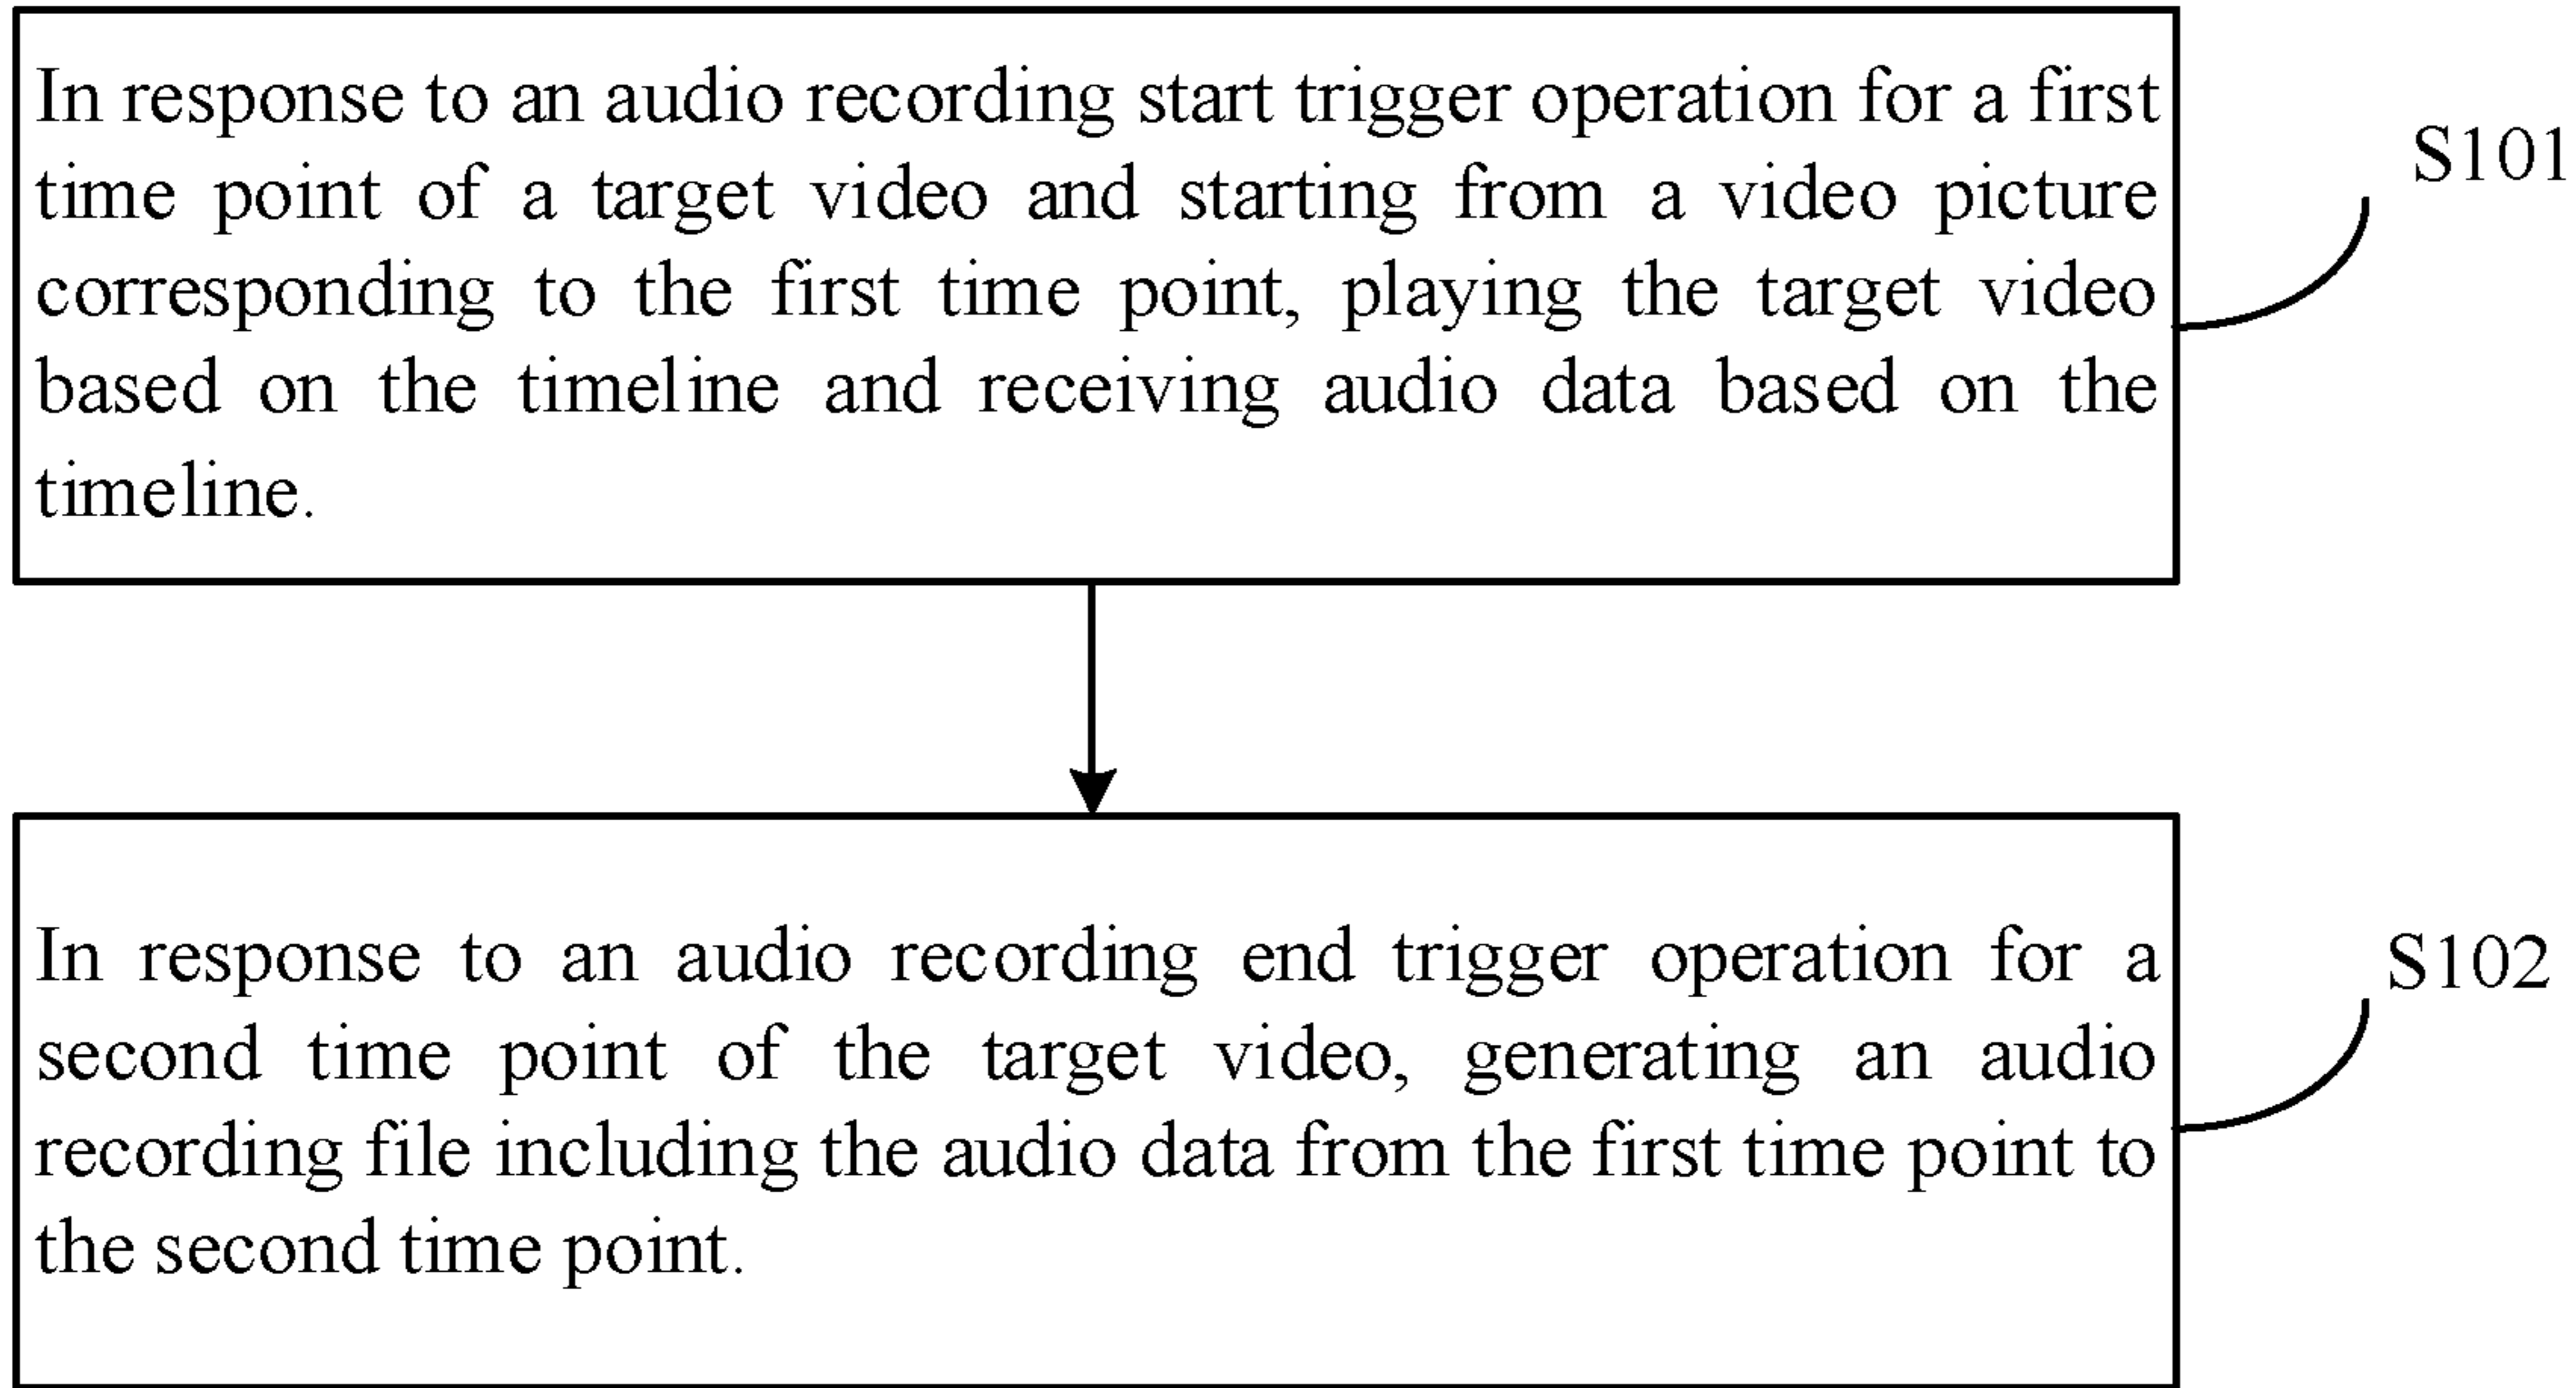 In response to an audio recording start trigger operation for a first
time point of a target video and starting from a video picture
corresponding to the first time point, playing the target video
based on the timeline and receiving audio data based on the
timeline.
S101
In response to an audio recording end trigger operation for a
second time point of the target video, generating an audio
recording file including the audio data from the first time point to
the second time point.
S102